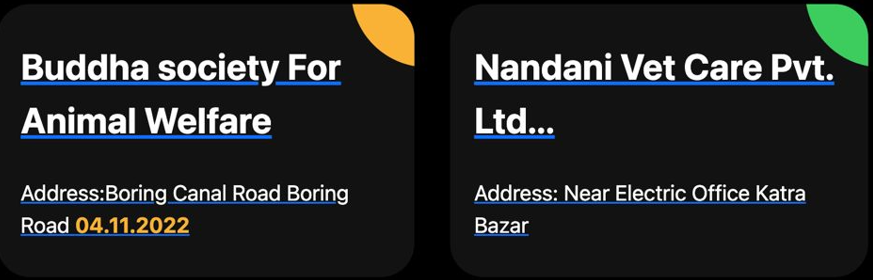 Buddha society For
Animal Welfare
Address:Boring Canal Road Boring
Road 04.11.2022
Nandani Vet Care Pvt.
Ltd...
Address: Near Electric Office Katra
Bazar